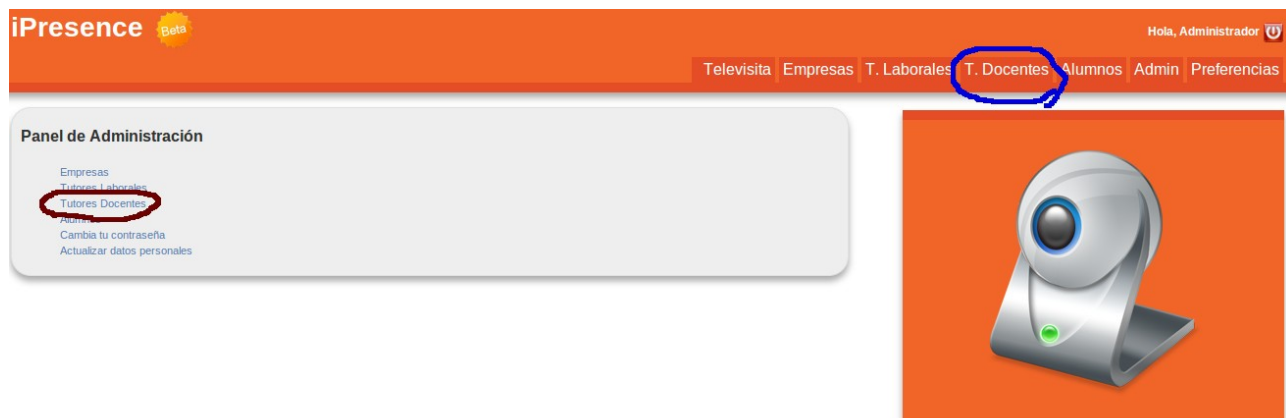 iPresence Beta
Hola, Administrador
Televisita Empresas T. Laborales T. Docentes Alumnos Admin Preferencias
Panel de Administración
Empresas
Tutores Laborales
Tutores Docentes
Alumnos
Cambia tu contraseña
Actualizar datos personales